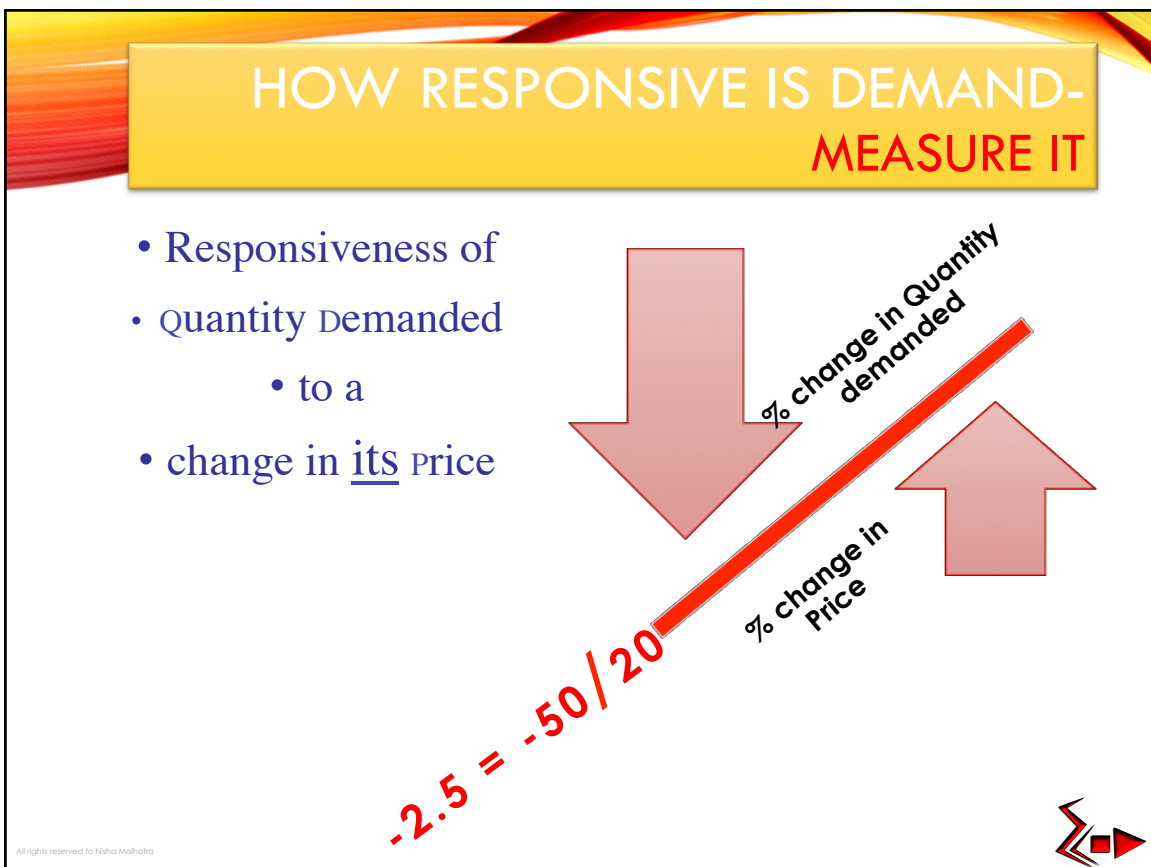 HOW RESPONSIVE IS DEMAND-
MEASURE IT
• Responsiveness of
• Quantity Demanded
• to a
• change in its Price
% change in Quantity
demanded
% change in
Price
-2.5 = -50/20
All rights reserved to Nisha Malhotra